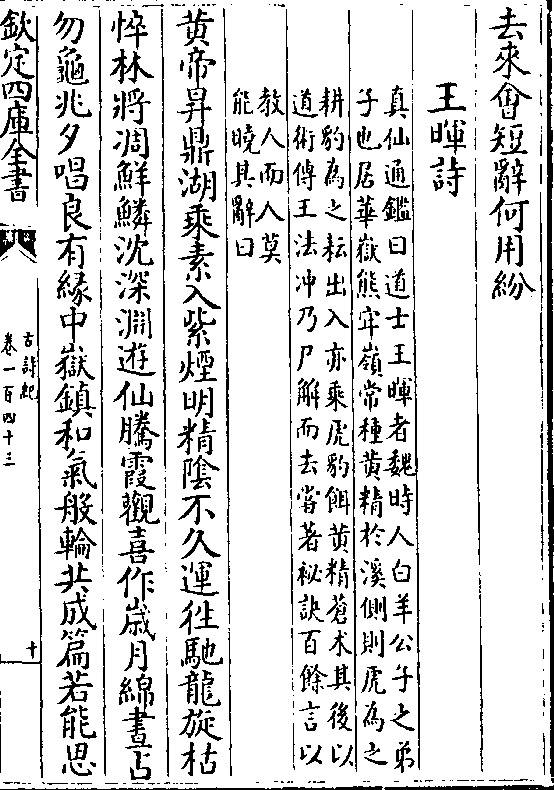 去來會短辭何用紛
王暉詩
真仙通鑑曰道士王暉者魏時人白羊公子之弟
子也居華嶽熊牢嶺常種黄精於溪側則虎為之
耕豹為之耘出入亦乘虎豹餌黄精蒼术其後以
道術傳王法冲乃尸解而去嘗著秘訣百餘言以
教人而人莫
能曉其辭曰
黄帝昇鼎湖乘素入紫煙明精陰不久運往馳龍旋枯
悴林將凋鮮鱗沈深淵遊仙騰霞觀喜作歲月綿晝占
勿龜兆夕唱良有緣中嶽鎮和氣般輪共成篇若能思
欽定四庫全書
古詩紀
卷一百四十三
十